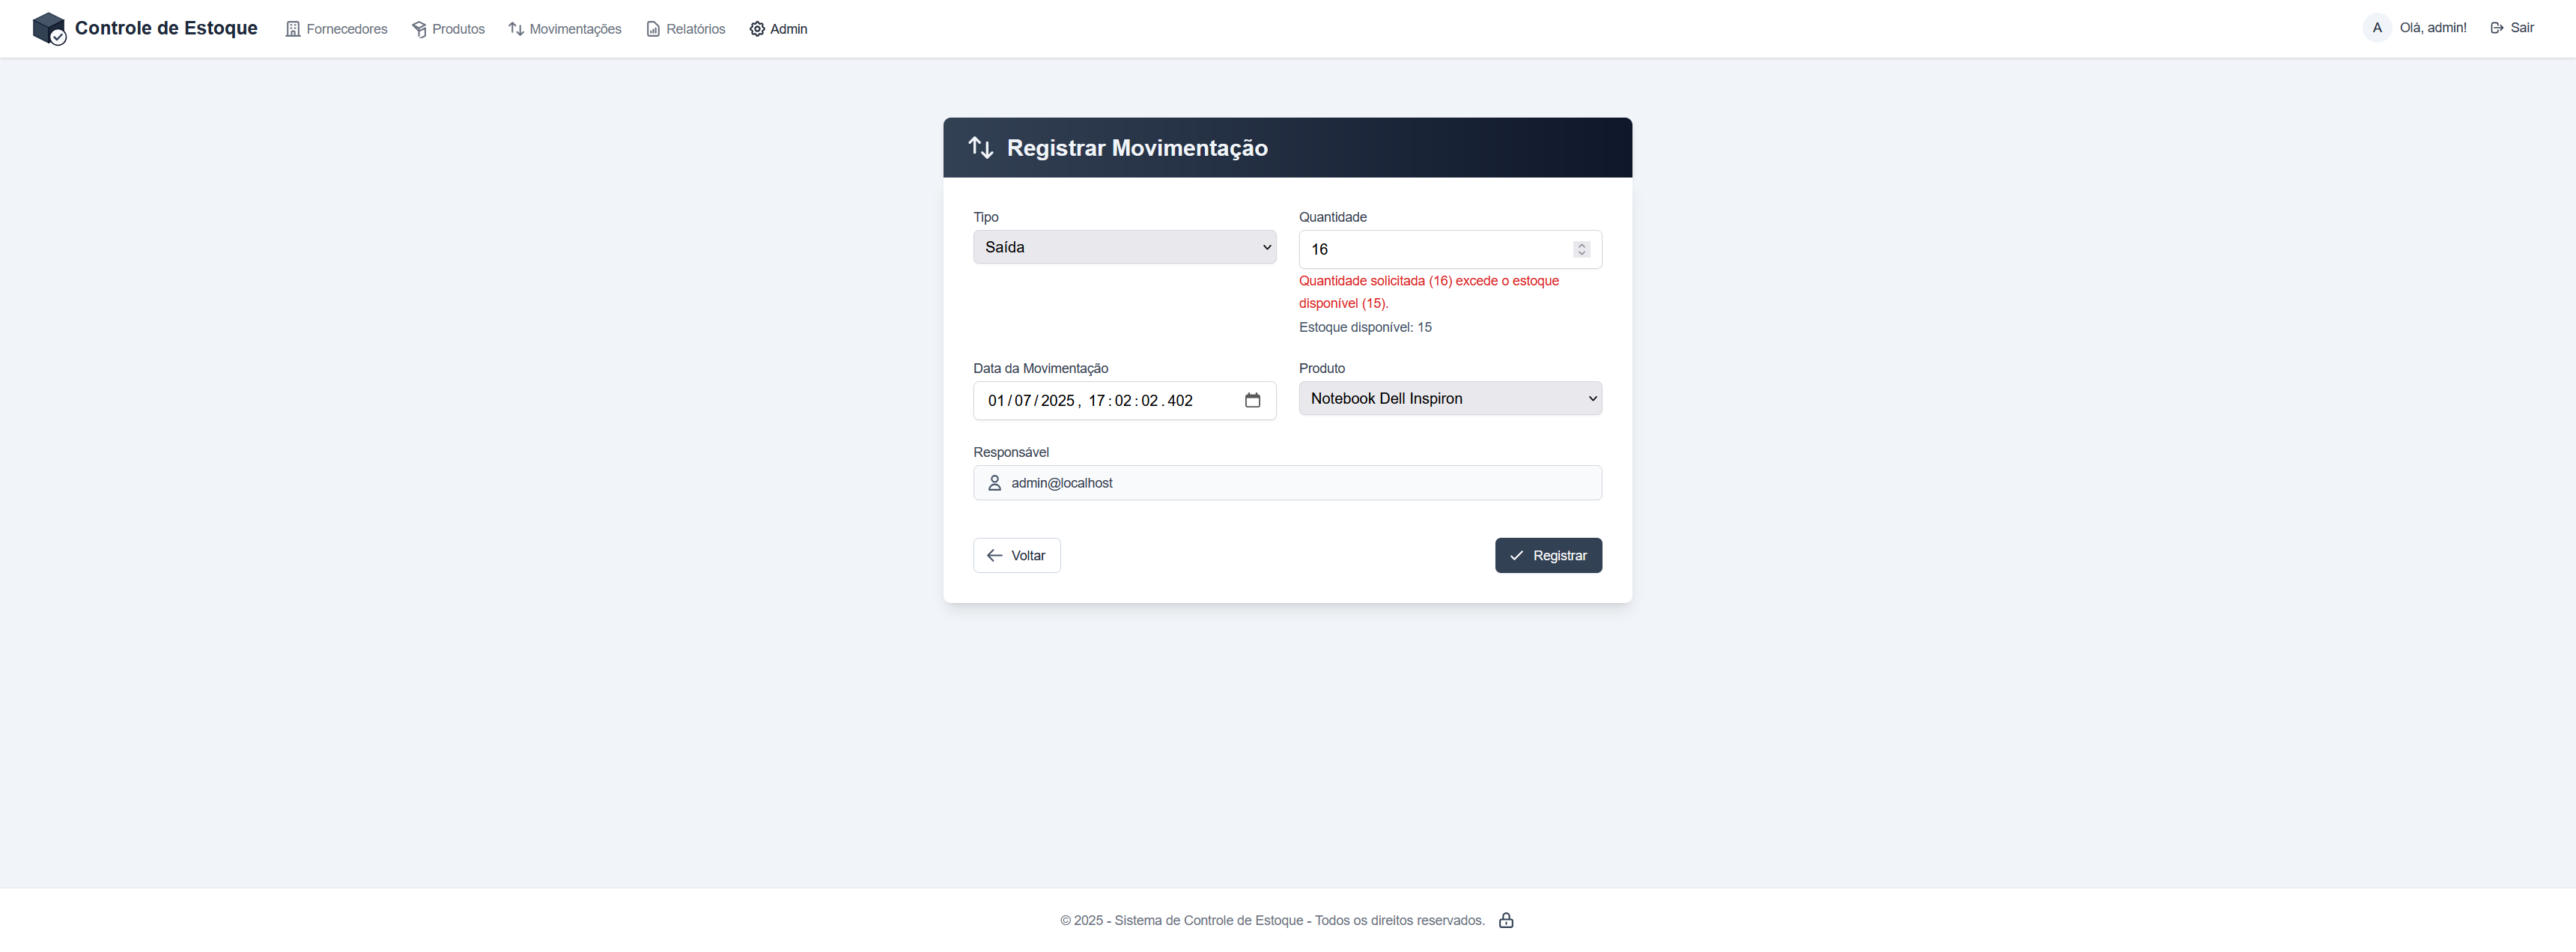 Controle de Estoque
Fornecedores
Produtos
Movimentações
Relatórios
Admin
A
Olá, admin!
Sair
Registrar Movimentação
Tipo
Saída
Quantidade
16
Quantidade solicitada (16) excede o estoque
disponível (15).
Estoque disponível: 15
Data da Movimentação
01/07/2025, 17:02:02.402
Produto
Notebook Dell Inspiron
Responsável
admin@localhost
Voltar
Registrar
© 2025 - Sistema de Controle de Estoque - Todos os direitos reservados.